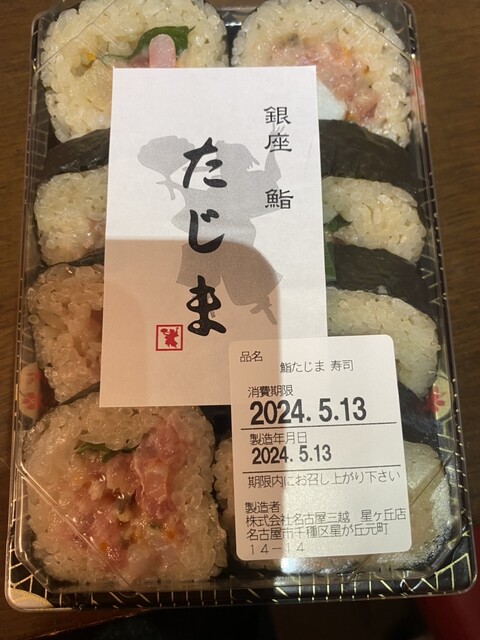 銀座 鮨
たじま
品名
鮨たじま 寿司
消費期限
2024. 5.13
製造年月日
2024. 5.13
期限内にお召し上がり下さい
製造者
株式会社名古屋三越 星ヶ丘店
名古屋市千種区星が丘元町
14-14